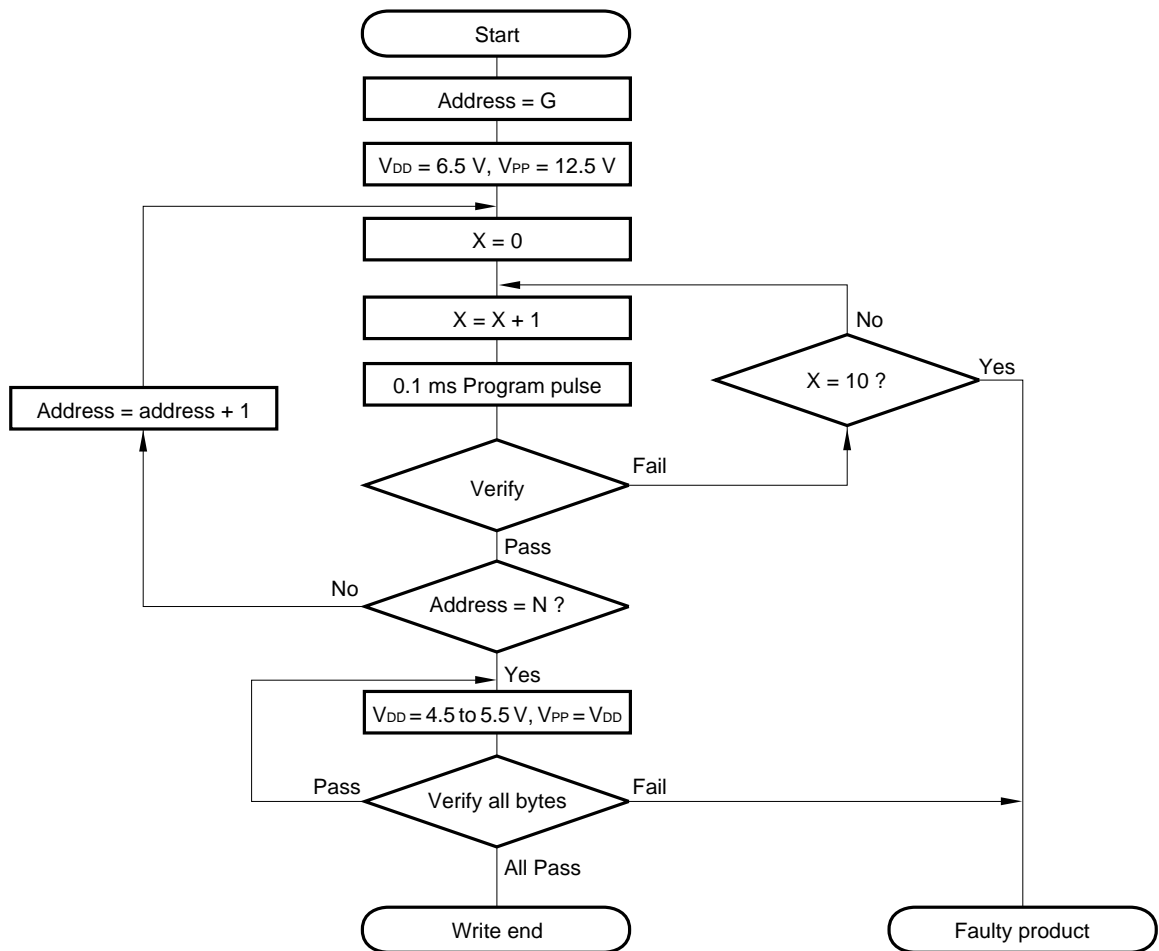 Start
Address = G
VDD = 6.5 V, VPP = 12.5 V
X = 0
X = X + 1
No
X = 10 ?
Yes
0.1 ms Program pulse
Address = address + 1
Verify
Fail
Pass
No
Address = N ?
Yes
VDD = 4.5 to 5.5 V, VPP = VDD
Pass
Verify all bytes
Fail
All Pass
Write end
Faulty product